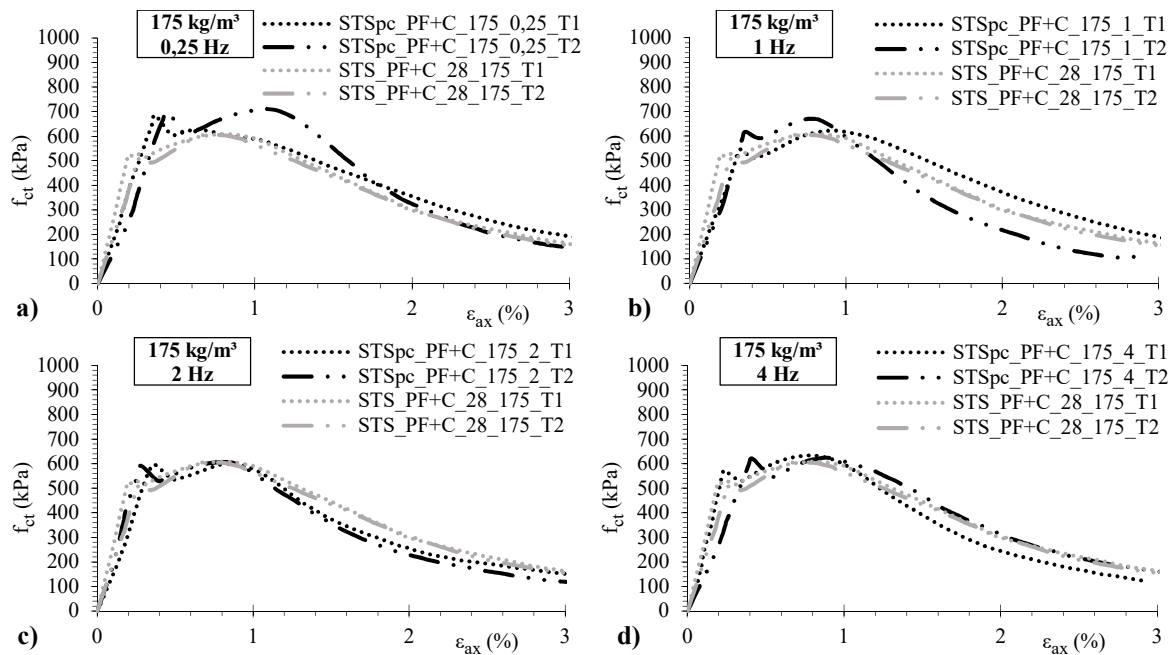 175 kg/m³
0,25 Hz
STSpc_PF+C_175_0,25_T1
STSpc_PF+C_175_0,25_T2
STS_PF+C_28_175_T1
STS_PF+C_28_175_T2
1000
900
800
700
600
500
400
300
200
100
0
f_ct (kPa)
0 1 2 3
ε_ax (%)
a)
175 kg/m³
1 Hz
STSpc_PF+C_175_1_T1
STSpc_PF+C_175_1_T2
STS_PF+C_28_175_T1
STS_PF+C_28_175_T2
1000
900
800
700
600
500
400
300
200
100
0
f_ct (kPa)
0 1 2 3
ε_ax (%)
b)
175 kg/m³
2 Hz
STSpc_PF+C_175_2_T1
STSpc_PF+C_175_2_T2
STS_PF+C_28_175_T1
STS_PF+C_28_175_T2
1000
900
800
700
600
500
400
300
200
100
0
f_ct (kPa)
0 1 2 3
ε_ax (%)
c)
175 kg/m³
4 Hz
STSpc_PF+C_175_4_T1
STSpc_PF+C_175_4_T2
STS_PF+C_28_175_T1
STS_PF+C_28_175_T2
1000
900
800
700
600
500
400
300
200
100
0
f_ct (kPa)
0 1 2 3
ε_ax (%)
d)